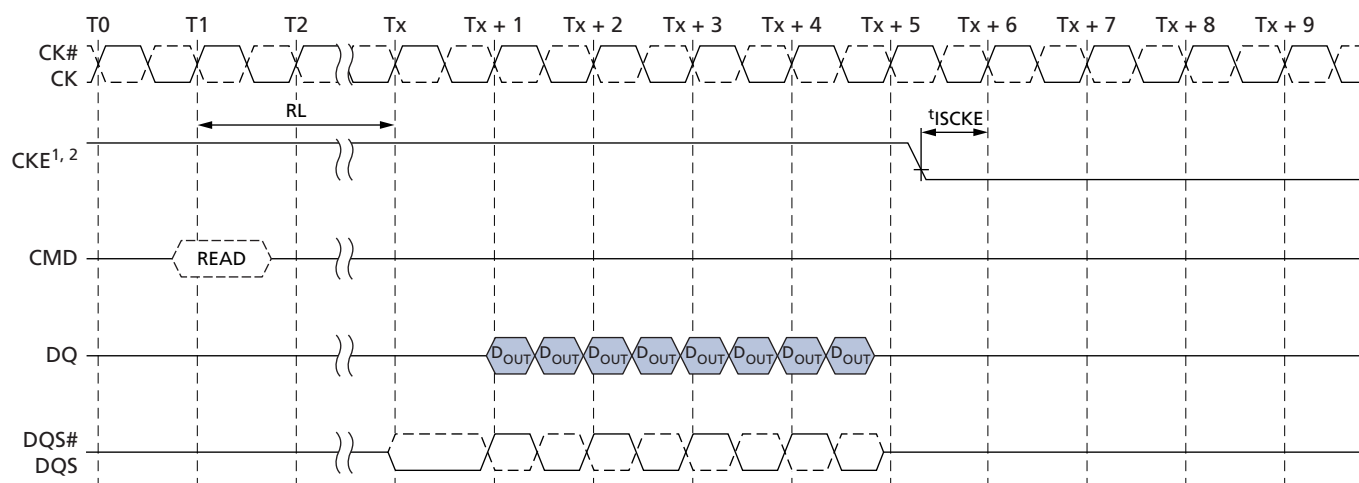 T0 T1 T2 Tx Tx + 1 Tx + 2 Tx + 3 Tx + 4 Tx + 5 Tx + 6 Tx + 7 Tx + 8 Tx + 9
CK#
CK
RL
tISCKE
CKE1, 2
CMD READ
DQ DOUT DOUT DOUT DOUT DOUT DOUT DOUT DOUT
DQS#
DQS